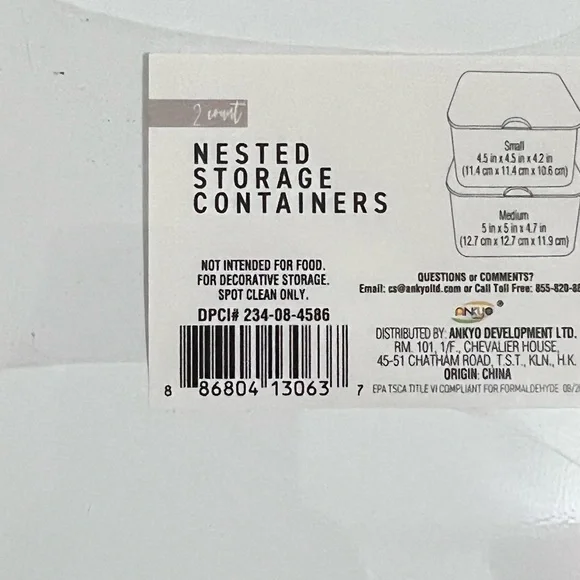 2 count
NESTED
STORAGE
CONTAINERS
Small
4.5 in x 4.5 in x 4.2 in
(11.4 cm x 11.4 cm x 10.6 cm)
Medium
5 in x 5 in x 4.7 in
(12.7 cm x 12.7 cm x 11.9 cm)
NOT INTENDED FOR FOOD.
FOR DECORATIVE STORAGE.
SPOT CLEAN ONLY.
DPCI# 234-08-4586
8 86804 13063 7
QUESTIONS or COMMENTS?
Email: cs@ankyoltd.com or Call Toll Free: 855-820-88
ANKYO ®
DISTRIBUTED BY: ANKYO DEVELOPMENT LTD.
RM. 101, 1/F., CHEVALIER HOUSE,
45-51 CHATHAM ROAD, T.S.T., KLN., H.K.
ORIGIN: CHINA
EPA TSCA TITLE VI COMPLIANT FOR FORMALDEHYDE 08/2